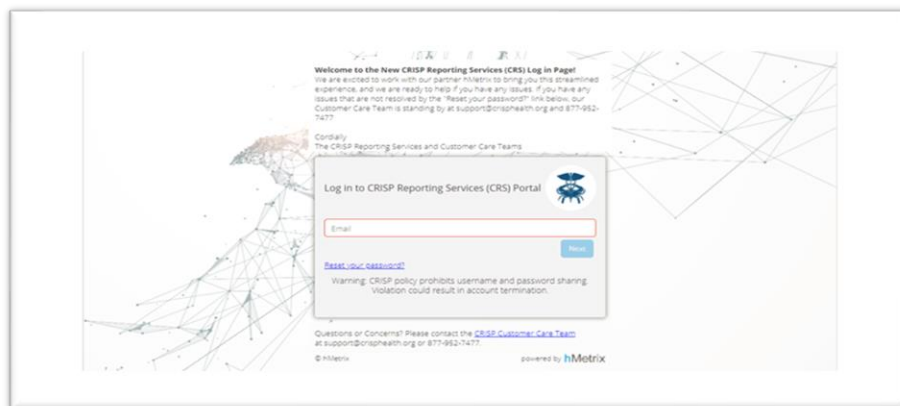 Welcome to the New CRISP Reporting Services (CRS) Log in Page!
We are excited to work with our partner hMetrix to bring you this streamlined
experience, and we are ready to help if you have any issues. If you have any
issues that are not resolved by the "Reset your password?" link below, our
Customer Care Team is standing by at support@crisphealth.org and 877-952-
7477
Cordially
The CRISP Reporting Services and Customer Care Teams
Log in to CRISP Reporting Services (CRS) Portal
Email
Next
Reset your password?
Warning: CRISP policy prohibits username and password sharing.
Violation could result in account termination.
Questions or Concerns? Please contact the CRISP Customer Care Team
at support@crisphealth.org or 877-952-7477.
© hMetrix
powered by hMetrix